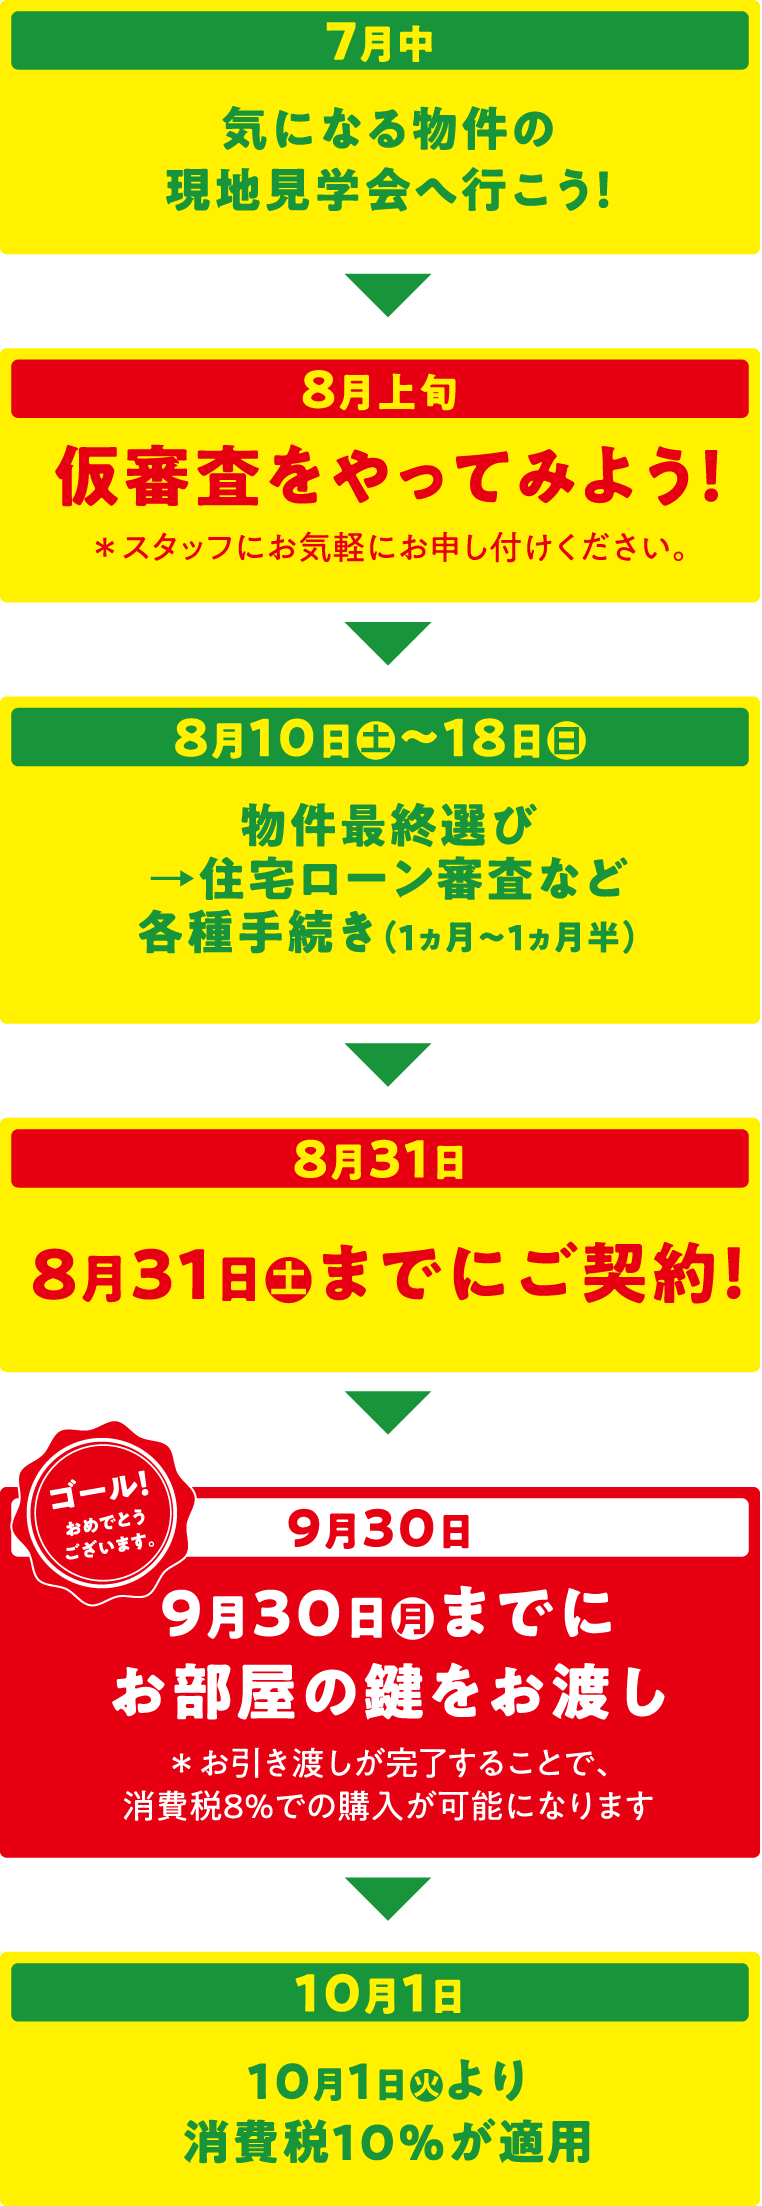 7月中
気になる物件の
現地見学会へ行こう!
8月上旬
仮審査をやってみよう!
＊スタッフにお気軽にお申し付けください。
8月10日㊏～18日㊐
物件最終選び
→住宅ローン審査など
各種手続き（1ヵ月～1ヵ月半）
8月31日
8月31日㊏までにご契約!
ゴール!
おめでとう
ございます。
9月30日
9月30日㊊までに
お部屋の鍵をお渡し
＊お引き渡しが完了することで、
消費税8%での購入が可能になります
10月1日
10月1日㊋より
消費税10%が適用